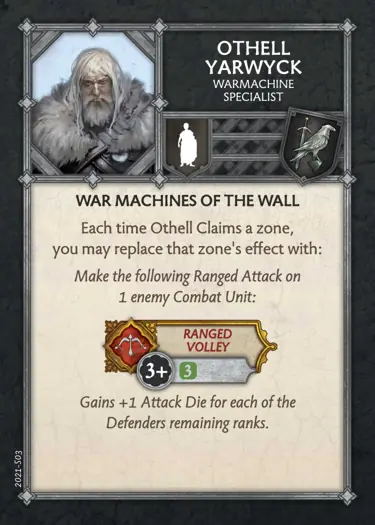 OTHELL
YARWYCK
WARMACHINE
SPECIALIST
WAR MACHINES OF THE WALL
Each time Othell Claims a zone,
you may replace that zone's effect with:
Make the following Ranged Attack on
1 enemy Combat Unit:
RANGED
VOLLEY
3+ 3
Gains +1 Attack Die for each of the
Defenders remaining ranks.
2021-S03